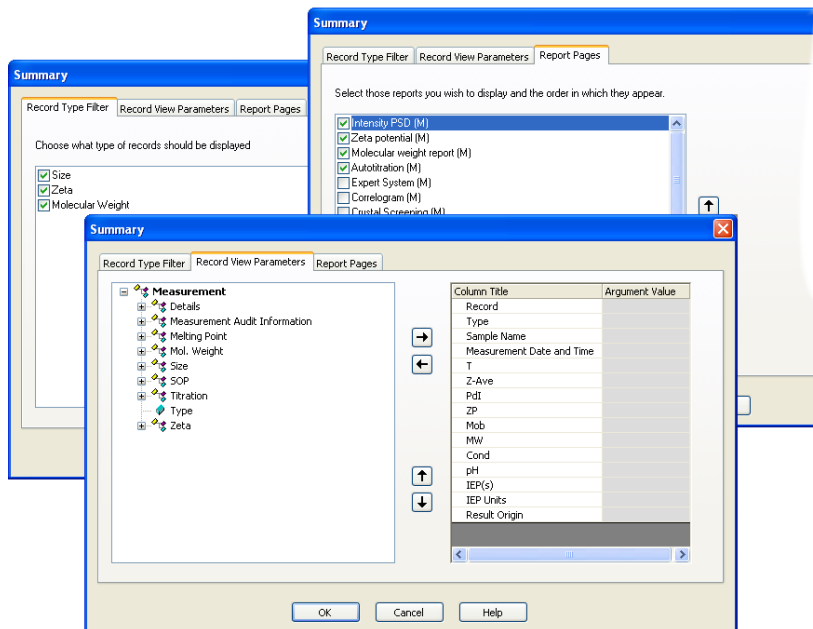 Summary
Record Type Filter Record View Parameters Report Pages
Select those reports you wish to display and the order in which they appear.
Intensity PSD (M)
Zeta potential (M)
Molecular weight report (M)
Autotitration (M)
Expert System (M)
Correlogram (M)
Crystal Screening (M)
Summary
Record Type Filter Record View Parameters Report Pages
Choose what type of records should be displayed
Size
Zeta
Molecular Weight
Summary
Record Type Filter Record View Parameters Report Pages
Measurement
Details
Measurement Audit Information
Melting Point
Mol. Weight
Size
SOP
Titration
Type
Zeta
Column Title Argument Value
Record
Type
Sample Name
Measurement Date and Time
T
Z-Ave
PdI
ZP
Mob
MW
Cond
pH
IEP(s)
IEP Units
Result Origin
OK Cancel Help